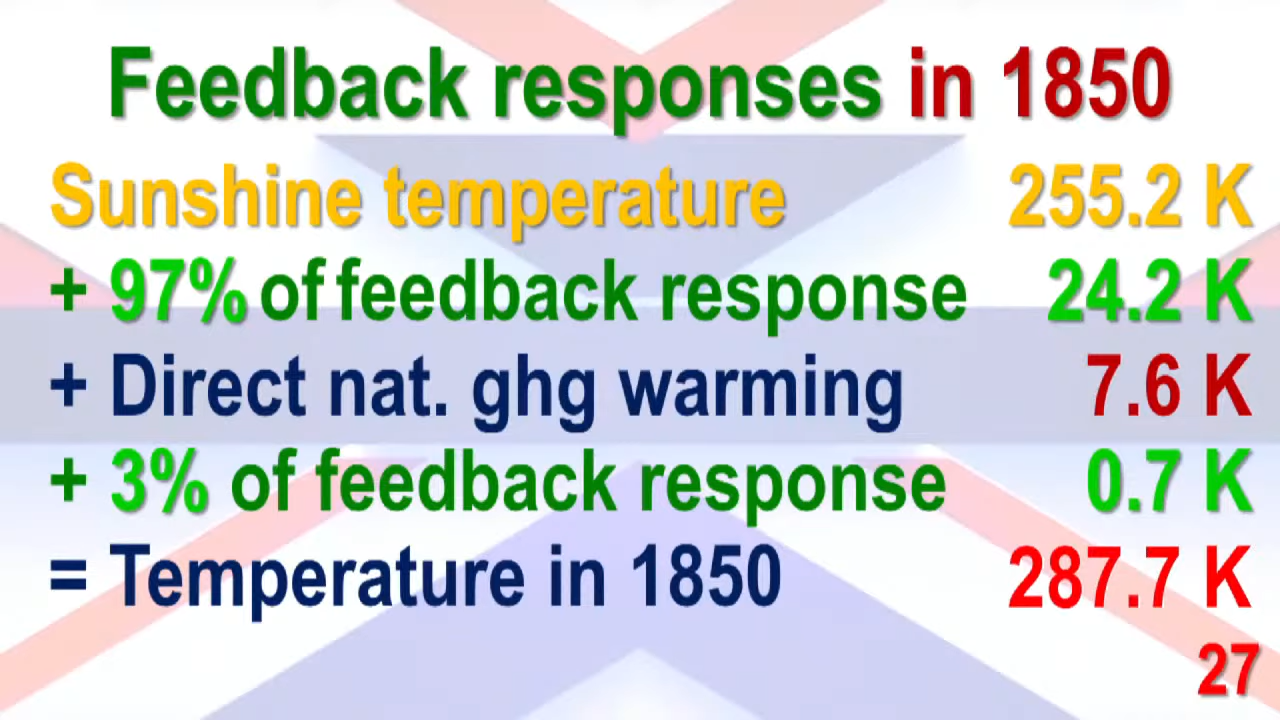 Feedback responses in 1850
Sunshine temperature 255.2 K
+ 97% of feedback response 24.2 K
+ Direct nat. ghg warming 7.6 K
+ 3% of feedback response 0.7 K
= Temperature in 1850 287.7 K
27